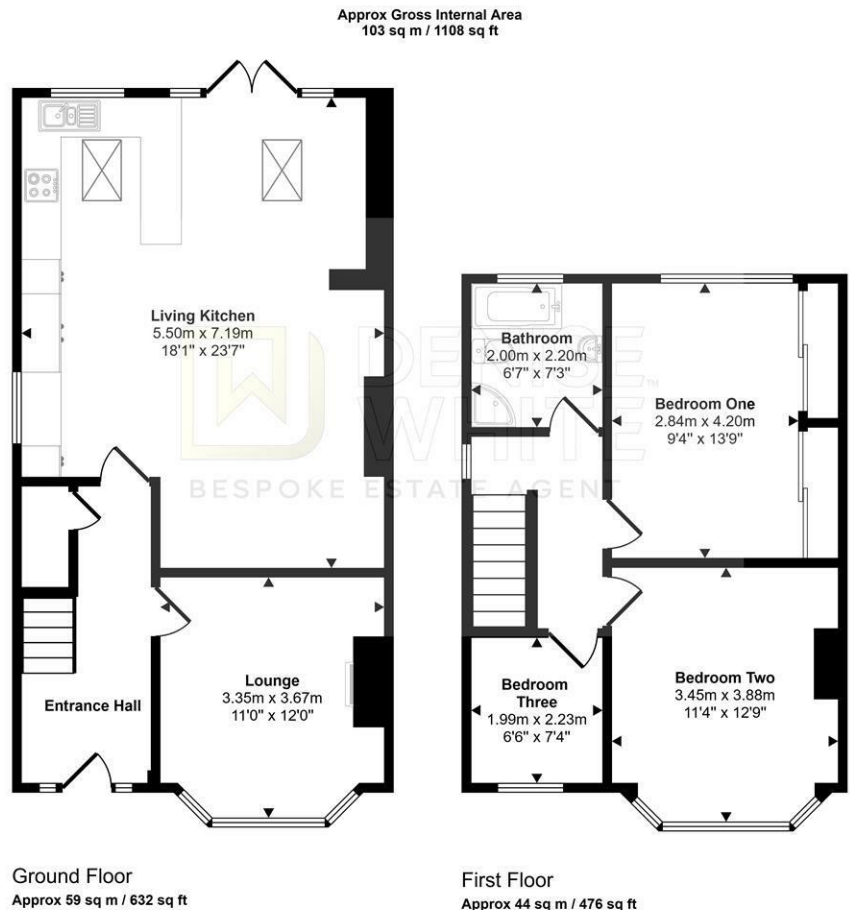 Approx Gross Internal Area
103 sq m / 1108 sq ft
Living Kitchen
5.50m x 7.19m
18'1" x 23'7"
Bathroom
2.00m x 2.20m
6'7" x 7'3"
Bedroom One
2.84m x 4.20m
9'4" x 13'9"
DENISE
WHITE
BESPOKE ESTATE AGENT
Lounge
3.35m x 3.67m
11'0" x 12'0"
Entrance Hall
Bedroom
Three
1.99m x 2.23m
6'6" x 7'4"
Bedroom Two
3.45m x 3.88m
11'4" x 12'9"
Ground Floor
Approx 59 sq m / 632 sq ft
First Floor
Approx 44 sq m / 476 sq ft